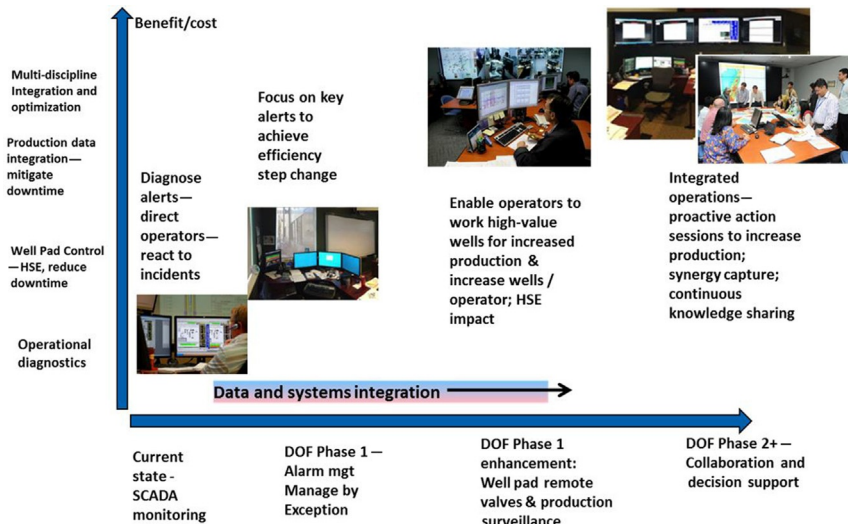 Benefit/cost
Multi-discipline
Integration and
optimization
Production data
integration—
mitigate
downtime
Well Pad Control
—HSE, reduce
downtime
Operational
diagnostics
Diagnose
alerts—
direct
operators—
react to
incidents
Focus on key
alerts to
achieve
efficiency
step change
Enable operators to
work high-value
wells for increased
production &
increase wells /
operator; HSE
impact
Integrated
operations—
proactive action
sessions to increase
production;
synergy capture;
continuous
knowledge sharing
Data and systems integration
Current
state -
SCADA
monitoring
DOF Phase 1 —
Alarm mgt
Manage by
Exception
DOF Phase 1
enhancement:
Well pad remote
valves & production
surveillance
DOF Phase 2+ —
Collaboration and
decision support